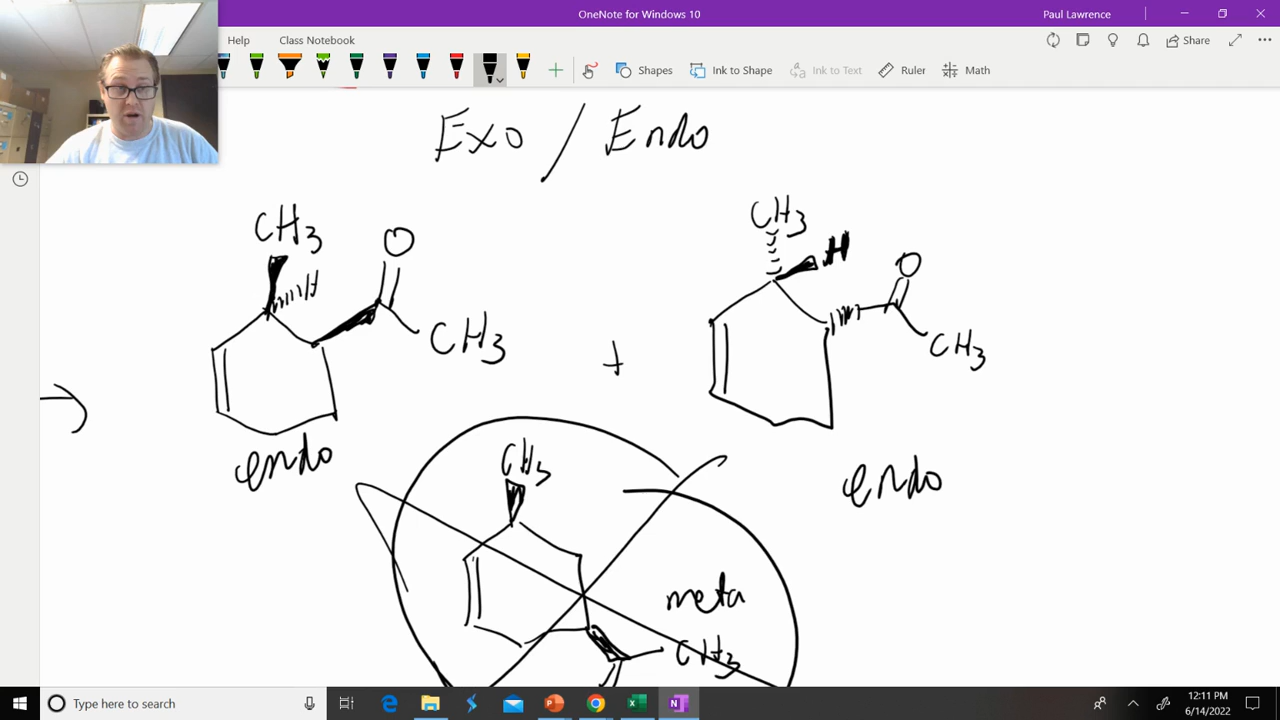 OneNote for Windows 10
Paul Lawrence
Help
Class Notebook
Shapes
Ink to Shape
Ink to Text
Ruler
Math
Share
Exo / Endo
CH3
H
O
CH3
endo
+
CH3
H
O
CH3
endo
CH3
meta
CH3
Type here to search
12:11 PM
6/14/2022